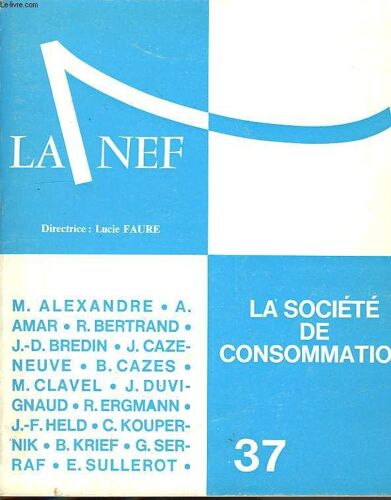 Le-livre.com
LA NEF
Directrice : Lucie FAURE
M. ALEXANDRE • A.
AMAR • R. BERTRAND •
J.-D. BREDIN • J. CAZE-
NEUVE • B. CAZES •
M. CLAVEL • J. DUVI-
GNAUD • R. ERGMANN •
J.-F. HELD • C. KOUPER-
NIK • B. KRIEF • G. SER-
RAF • E. SULLEROT •
LA SOCIÉTÉ
DE
CONSOMMATIO
37